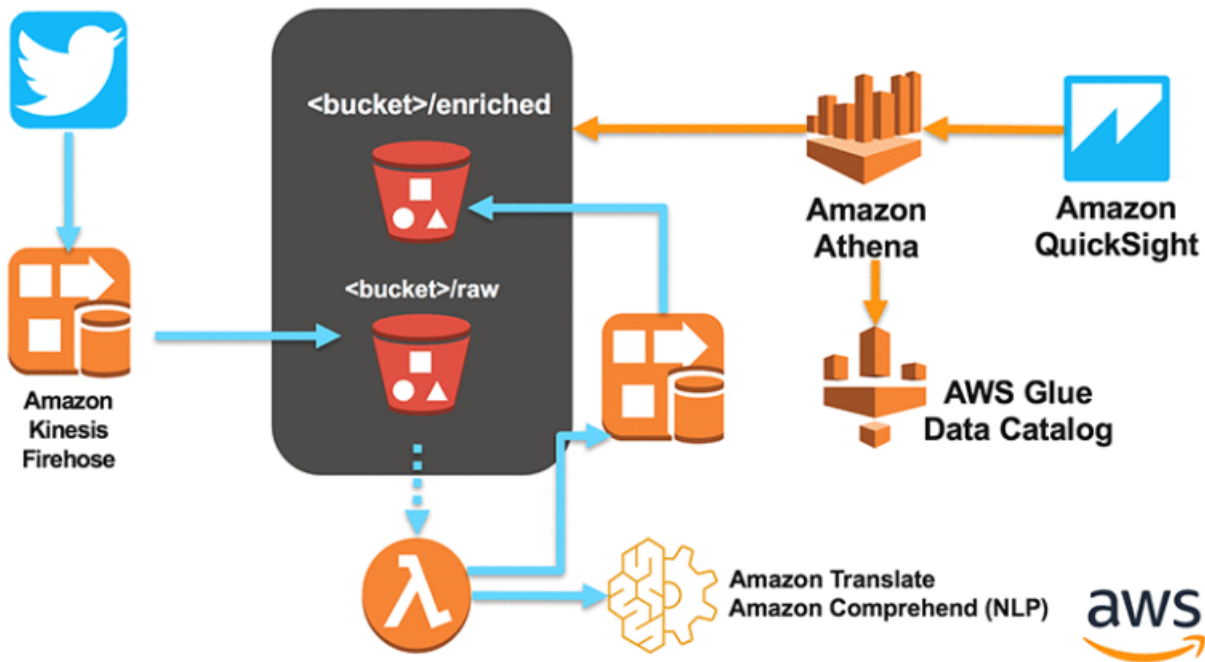 <bucket>/enriched
<bucket>/raw
Amazon
Kinesis
Firehose
Amazon
Athena
Amazon
QuickSight
AWS Glue
Data Catalog
Amazon Translate
Amazon Comprehend (NLP)
aws